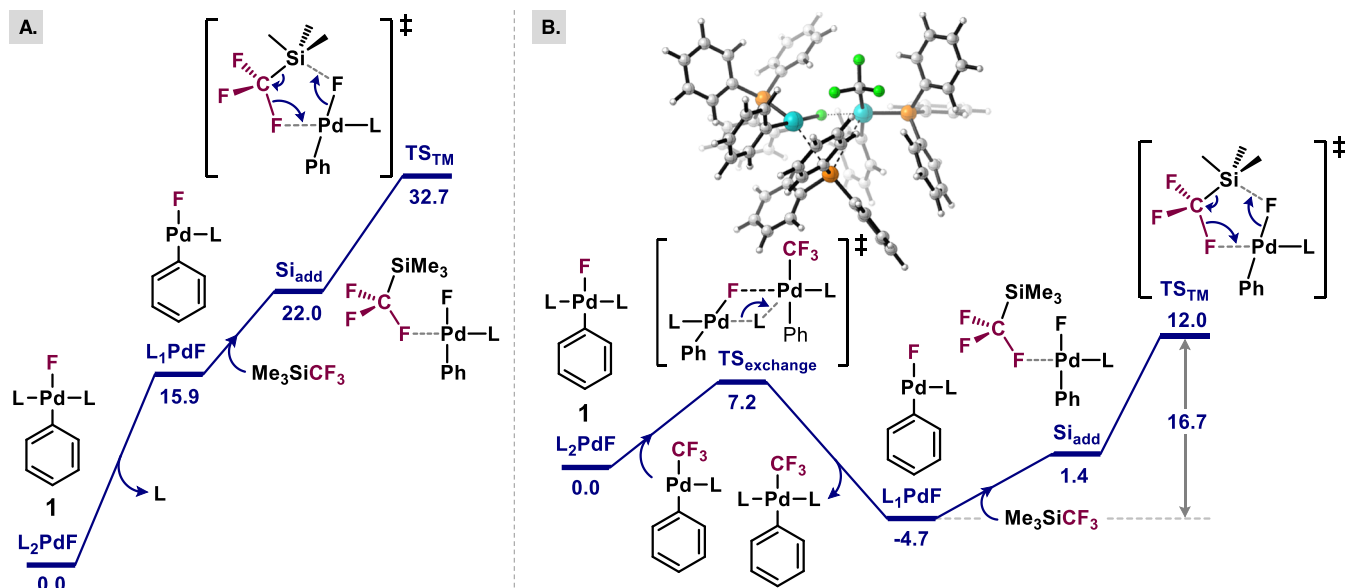 A.
Si
‡
F
F
C
F
F
Pd
L
Ph
TS_TM
32.7
F
Pd
L
Si_add
22.0
SiMe₃
F
F
C
F
F
Pd
L
Ph
L₁PdF
15.9
Me₃SiCF₃
F
L
Pd
L
1
L
L₂PdF
0.0
B.
‡
CF₃
F
Pd
L
L
Pd
L
Ph
Ph
TS_exchange
7.2
F
L
Pd
L
1
L₂PdF
0.0
CF₃
Pd
L
CF₃
L
Pd
L
F
Pd
L
L₁PdF
-4.7
SiMe₃
F
F
C
F
F
Pd
L
Ph
Si_add
1.4
Me₃SiCF₃
Si
‡
F
F
C
F
F
Pd
L
Ph
TS_TM
12.0
16.7